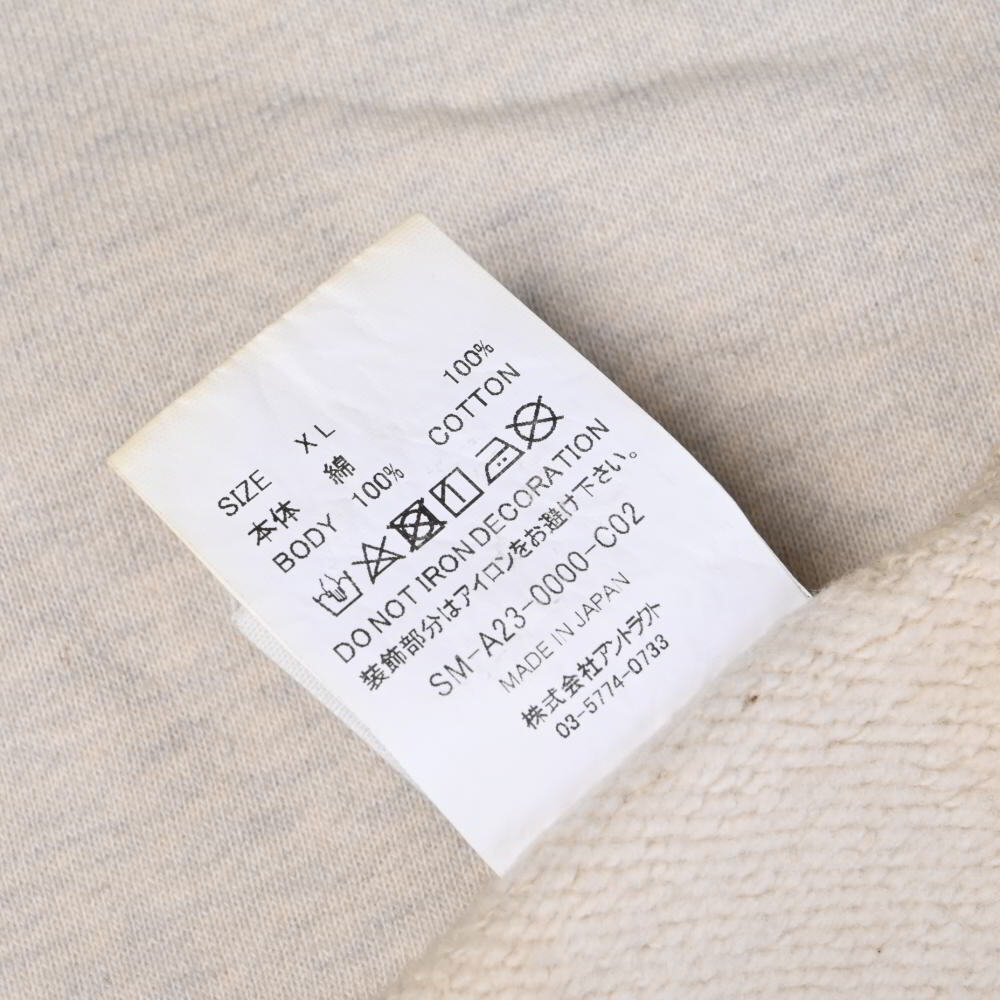 SIZE XL
本体 綿 100%
BODY 100% COTTON
DO NOT IRON DECORATION
装飾部分はアイロンをお避け下さい。
SM-A23-0000-C02
MADE IN JAPAN
株式会社アントラクト
03-5774-0733